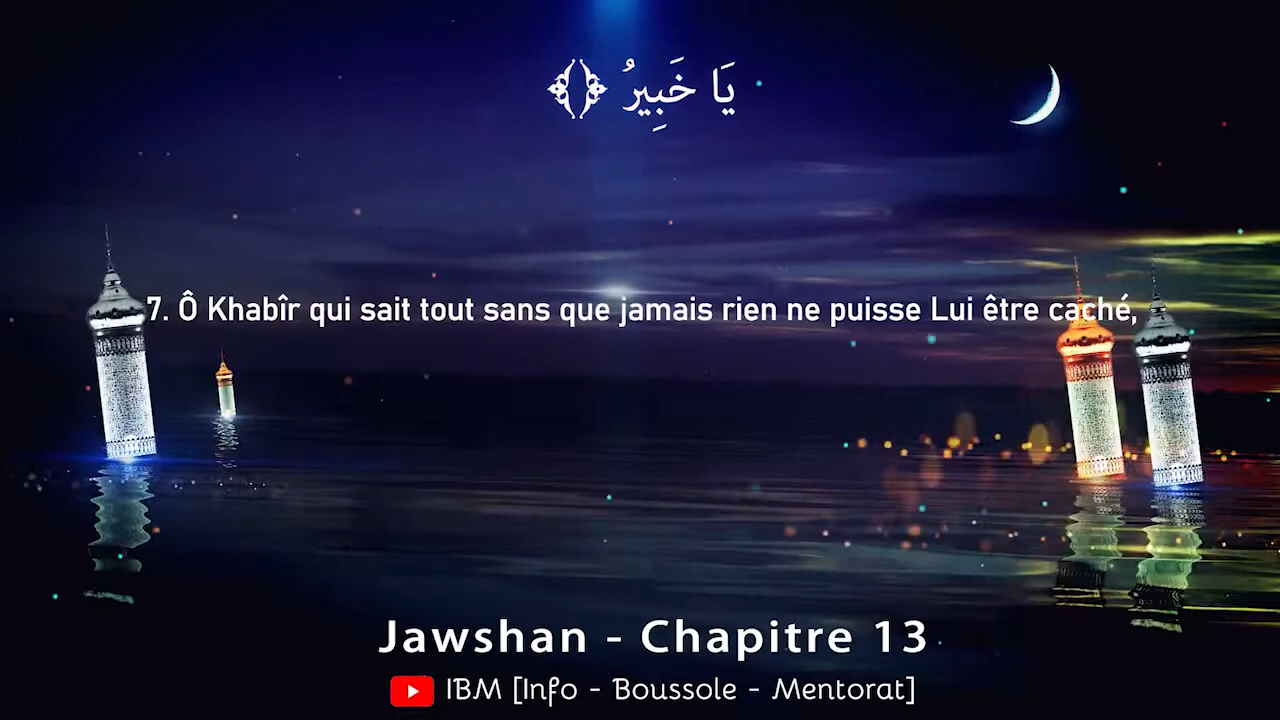 يَا خَبِيرُ ﴿﴾
7. Ô Khabîr qui sait tout sans que jamais rien ne puisse Lui être caché,
Jawshan - Chapitre 13
IBM [Info - Boussole - Mentorat]